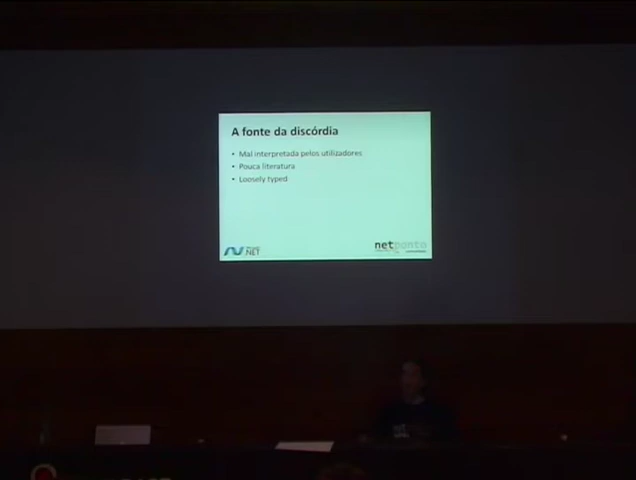 A fonte da discórdia
• Mal interpretada pelos utilizadores
• Pouca literatura
• Loosely typed
.NET
netponto